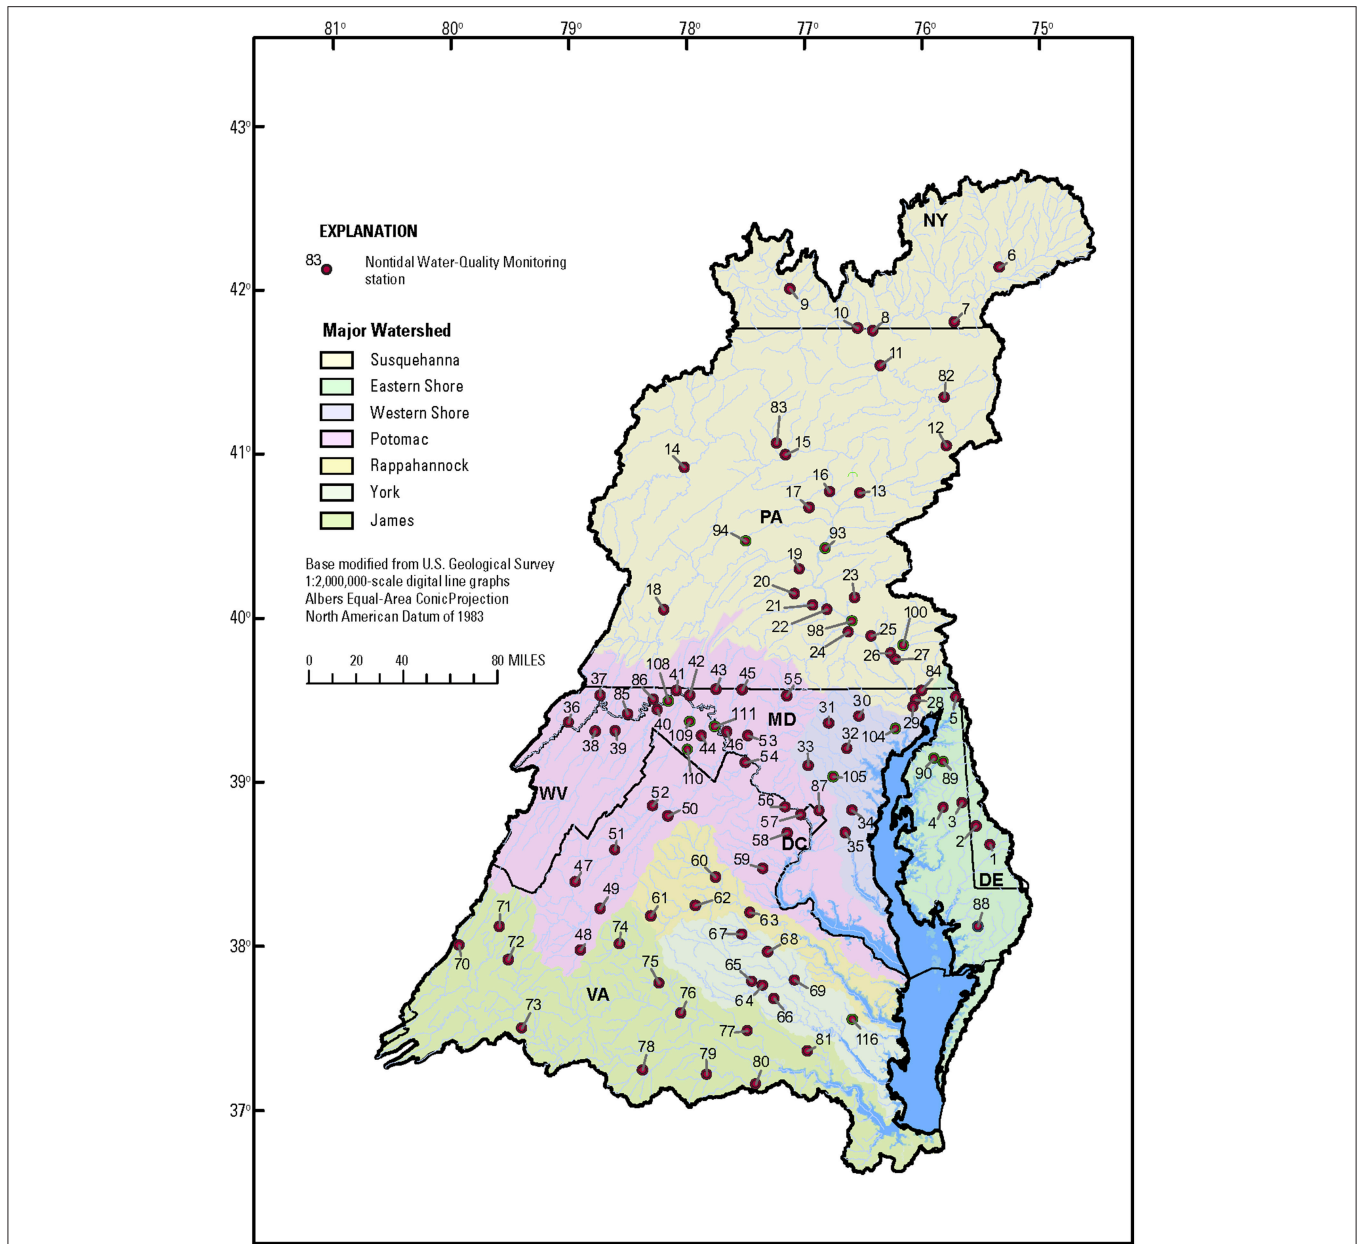 81° 80° 79° 78° 77° 76° 75°
43°
NY
EXPLANATION
83 Nontidal Water-Quality Monitoring
station
6
42°
9
10 8 7
Major Watershed
Susquehanna
11
Eastern Shore
82
Western Shore
83
Potomac
12
41°
14 15
Rappahannock
16 13
York
17
James
PA
94 93
Base modified from U.S. Geological Survey
1:2,000,000-scale digital line graphs
Albers Equal-Area ConicProjection
North American Datum of 1983
19
20 23
18 21
40°
22 98 100
24 25
26 27
0 20 40 80 MILES
108 42
37 86 41 43 45 55 84
85 111 MD 31 30 28 5
36 40 29
38 39 109 44 46 53 32 104
54 33
39°
110 105 90 89
WV
52 50 56 87
57 34 4 3
58 DC 35 2
51 1
59
47 60 DE
49 61 62 88
71 74 63
38°
67 68
70 72 48
75 65 69
VA 64
76 66
73 77 116
78 79 80 81
37°